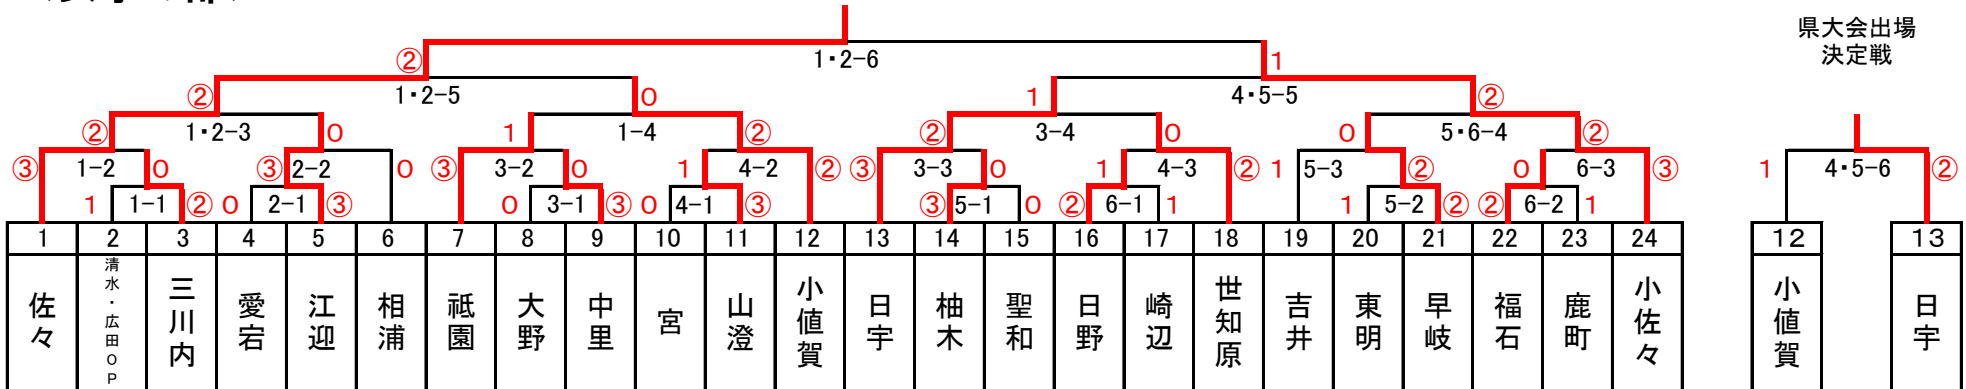 県大会出場
決定戦
② 1・2-6 1
② 1・2-5 0 1 4・5-5 ②
② 1・2-3 0 1 1-4 ② ② 3-4 0 0 5・6-4 ②
③ 1-2 0 ③ 2-2 0 ③ 3-2 0 1 4-2 ② ③ 3-3 0 1 4-3 ② 1 5-3 ② 0 6-3 ③ 1 4・5-6 ②
1 1-1 ② 0 2-1 ③ 0 3-1 ③ 0 4-1 ③ ③ 5-1 0 ② 6-1 1 1 5-2 ② ② 6-2 1
1 2 3 4 5 6 7 8 9 10 11 12 13 14 15 16 17 18 19 20 21 22 23 24 12 13
佐々
清水・広田OP
三川内
愛宕
江迎
相浦
祗園
大野
中里
宮
山澄
小値賀
日宇
柚木
聖和
日野
崎辺
世知原
吉井
東明
早岐
福石
鹿町
小佐々
小値賀
日宇